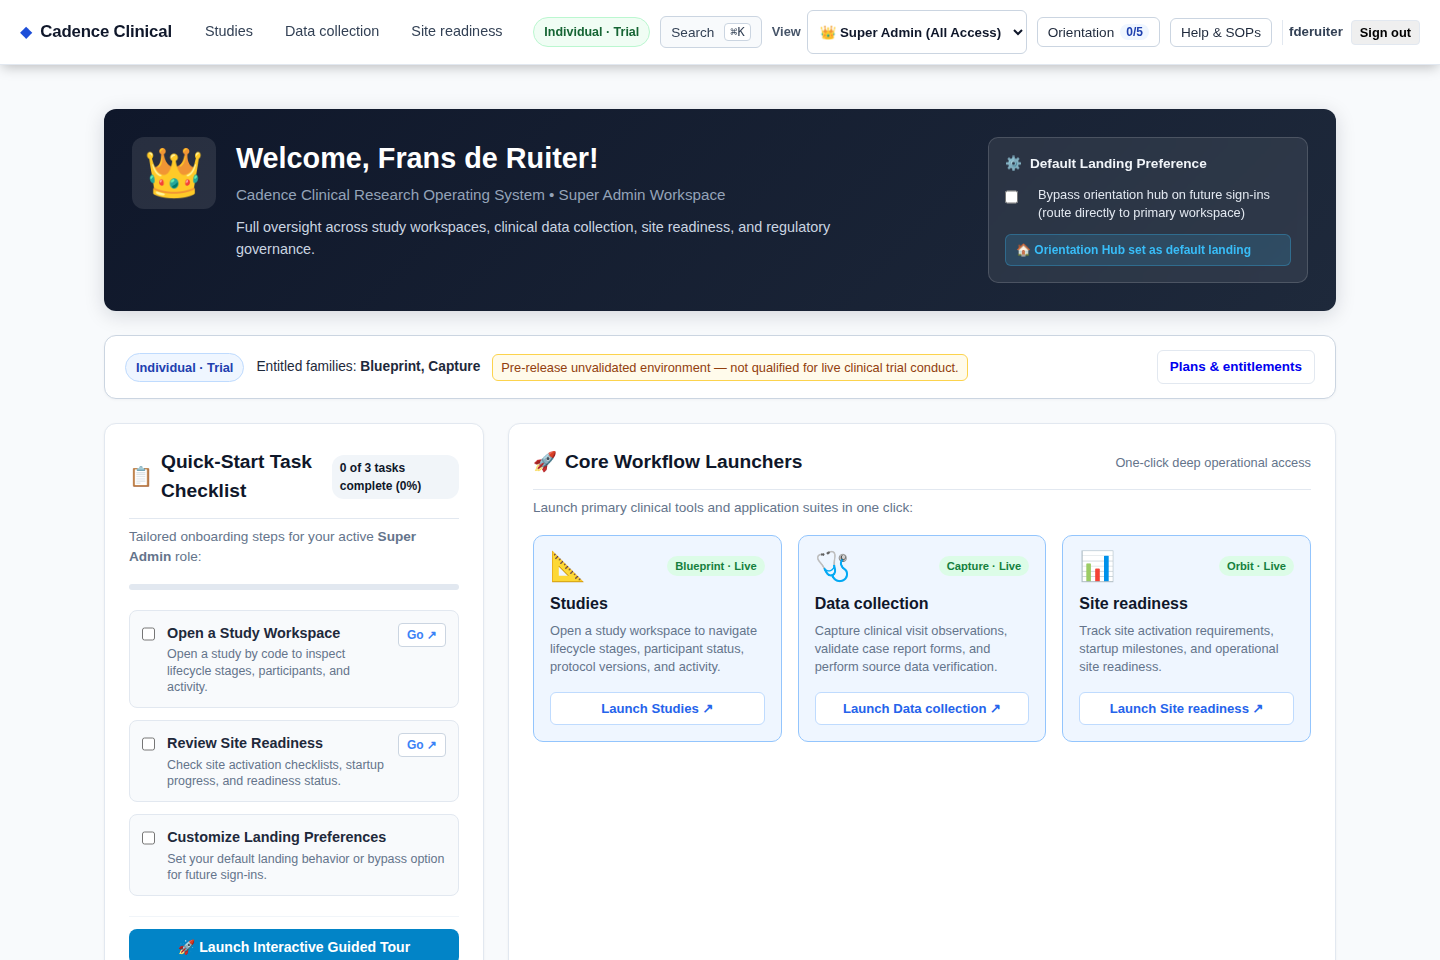 Cadence Clinical
Studies
Data collection
Site readiness
Individual · Trial
Search ⌘K
View
Super Admin (All Access)
Orientation 0/5
Help & SOPs
fderuiter
Sign out
Welcome, Frans de Ruiter!
Cadence Clinical Research Operating System • Super Admin Workspace
Full oversight across study workspaces, clinical data collection, site readiness, and regulatory
governance.
Default Landing Preference
Bypass orientation hub on future sign-ins
(route directly to primary workspace)
Orientation Hub set as default landing
Individual · Trial
Entitled families: Blueprint, Capture
Pre-release unvalidated environment — not qualified for live clinical trial conduct.
Plans & entitlements
Quick-Start Task
Checklist
0 of 3 tasks
complete (0%)
Tailored onboarding steps for your active Super
Admin role:
Open a Study Workspace
Go ↗
Open a study by code to inspect
lifecycle stages, participants, and
activity.
Review Site Readiness
Go ↗
Check site activation checklists, startup
progress, and readiness status.
Customize Landing Preferences
Set your default landing behavior or bypass option
for future sign-ins.
Launch Interactive Guided Tour
Core Workflow Launchers
One-click deep operational access
Launch primary clinical tools and application suites in one click:
Blueprint · Live
Studies
Open a study workspace to navigate
lifecycle stages, participant status,
protocol versions, and activity.
Launch Studies ↗
Capture · Live
Data collection
Capture clinical visit observations,
validate case report forms, and
perform source data verification.
Launch Data collection ↗
Orbit · Live
Site readiness
Track site activation requirements,
startup milestones, and operational
site readiness.
Launch Site readiness ↗